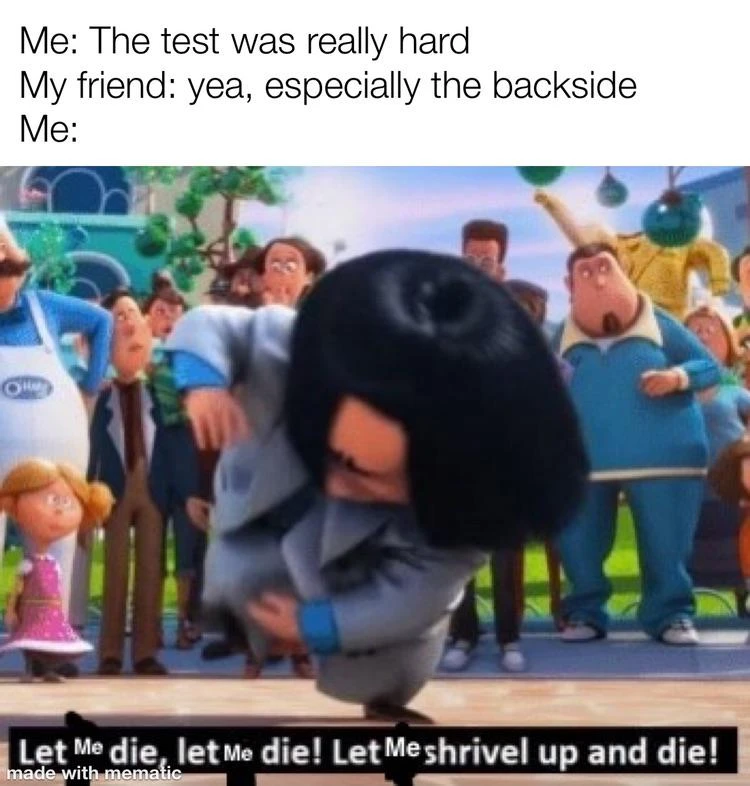 Me: The test was really hard
My friend: yea, especially the backside
Me:
Let Me die, let Me die! Let Me shrivel up and die!
made with mematic